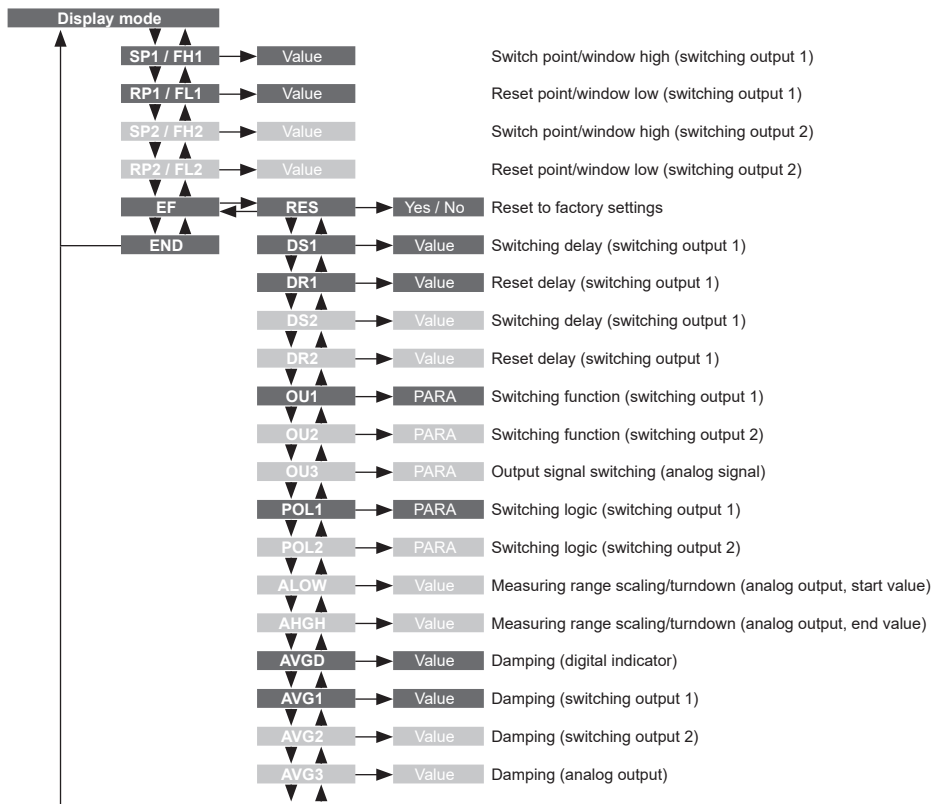 Display mode
SP1 / FH1 Value Switch point/window high (switching output 1)
RP1 / FL1 Value Reset point/window low (switching output 1)
SP2 / FH2 Value Switch point/window high (switching output 2)
RP2 / FL2 Value Reset point/window low (switching output 2)
EF RES Yes / No Reset to factory settings
END DS1 Value Switching delay (switching output 1)
DR1 Value Reset delay (switching output 1)
DS2 Value Switching delay (switching output 1)
DR2 Value Reset delay (switching output 1)
OU1 PARA Switching function (switching output 1)
OU2 PARA Switching function (switching output 2)
OU3 PARA Output signal switching (analog signal)
POL1 PARA Switching logic (switching output 1)
POL2 PARA Switching logic (switching output 2)
ALOW Value Measuring range scaling/turndown (analog output, start value)
AHGH Value Measuring range scaling/turndown (analog output, end value)
AVGD Value Damping (digital indicator)
AVG1 Value Damping (switching output 1)
AVG2 Value Damping (switching output 2)
AVG3 Value Damping (analog output)